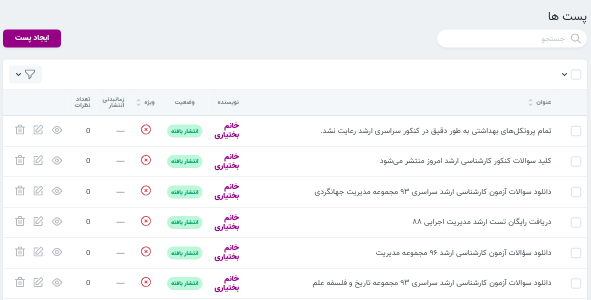 پست ها
جستجو
ایجاد پست
عنوان نویسنده وضعیت ویژه زمانبندی انتشار تعداد نظرات
تمام پروتکل‌های بهداشتی به طور دقیق در کنکور سراسری ارشد رعایت نشد. خانم بختیاری انتشار یافته — 0
کلید سوالات کنکور کارشناسی ارشد امروز منتشر می‌شود خانم بختیاری انتشار یافته — 0
دانلود سوالات آزمون کارشناسی ارشد سراسری ۹۳ مجموعه مدیریت جهانگردی خانم بختیاری انتشار یافته — 0
دریافت رایگان تست ارشد مدیریت اجرایی ۸۸ خانم بختیاری انتشار یافته — 0
دانلود سؤالات آزمون کارشناسی ارشد ۹۶ مجموعه مدیریت خانم بختیاری انتشار یافته — 0
دانلود سوالات آزمون کارشناسی ارشد سراسری ۹۳ مجموعه تاریخ و فلسفه علم خانم بختیاری انتشار یافته — 0